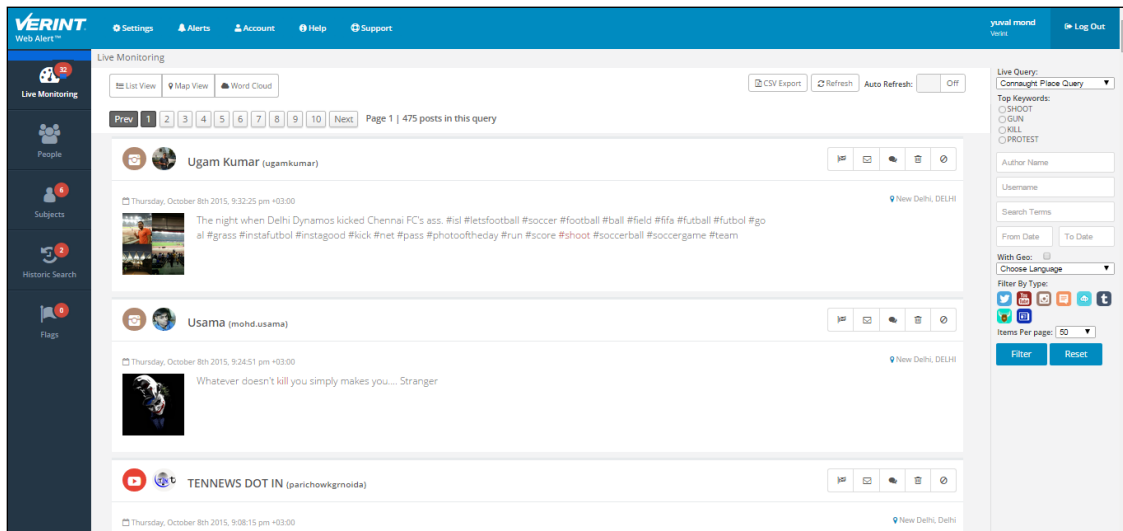 VERINT.
Web Alert™
Settings
Alerts
Account
Help
Support
yuval mond
Verint
Log Out
32
Live Monitoring
People
6
Subjects
2
Historic Search
0
Flags
Live Monitoring
List View
Map View
Word Cloud
CSV Export
Refresh
Auto Refresh:
Off
Prev 1 2 3 4 5 6 7 8 9 10 Next Page 1 | 475 posts in this query
Ugam Kumar (ugamkumar)
Thursday, October 8th 2015, 9:32:25 pm +03:00
New Delhi, DELHI
The night when Delhi Dynamos kicked Chennai FC's ass. #isl #letsfootball #soccer #football #ball #field #fifa #futball #futbol #go
al #grass #instafutbol #instagood #kick #net #pass #photooftheday #run #score #shoot #soccerball #soccergame #team
Usama (mohd.usama)
Thursday, October 8th 2015, 9:24:51 pm +03:00
New Delhi, DELHI
Whatever doesn't kill you simply makes you.... Stranger
TENNEWS DOT IN (parichowkgrnoida)
Thursday, October 8th 2015, 9:08:15 pm +03:00
New Delhi, Delhi
Live Query:
Connaught Place Query
Top Keywords:
SHOOT
GUN
KILL
PROTEST
Author Name
Username
Search Terms
From Date
To Date
With Geo:
Choose Language
Filter By Type:
Items Per page: 50
Filter
Reset